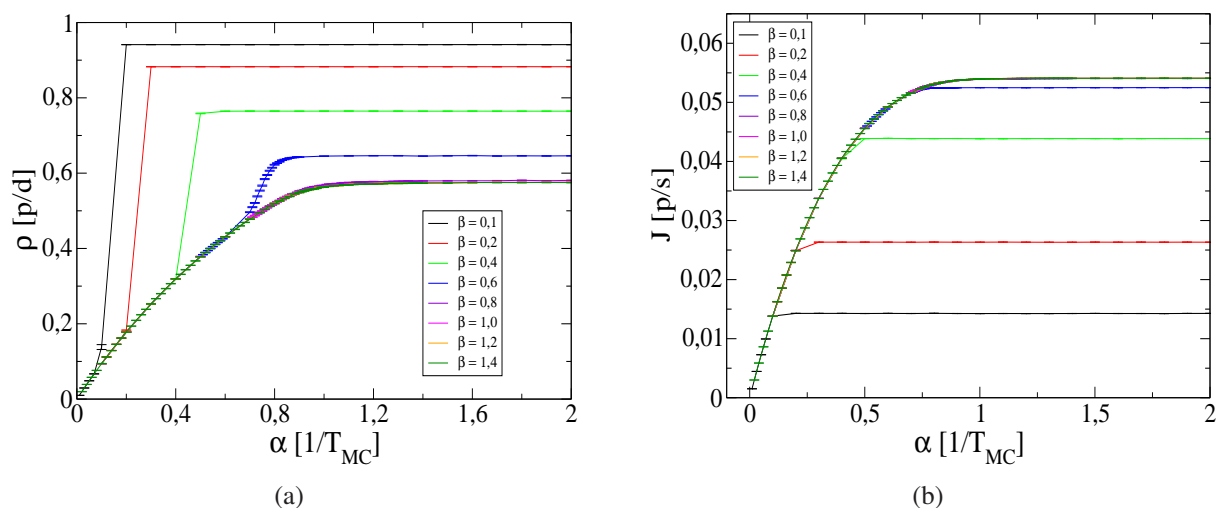 1
0,8
0,6
0,4
0,2
0
ρ [p/d]
0
0,4
0,8
1,2
1,6
2
α [1/T_MC]
β = 0,1
β = 0,2
β = 0,4
β = 0,6
β = 0,8
β = 1,0
β = 1,2
β = 1,4
(a)
0,06
0,05
0,04
0,03
0,02
0,01
0
J [p/s]
0
0,5
1
1,5
2
α [1/T_MC]
β = 0,1
β = 0,2
β = 0,4
β = 0,6
β = 0,8
β = 1,0
β = 1,2
β = 1,4
(b)